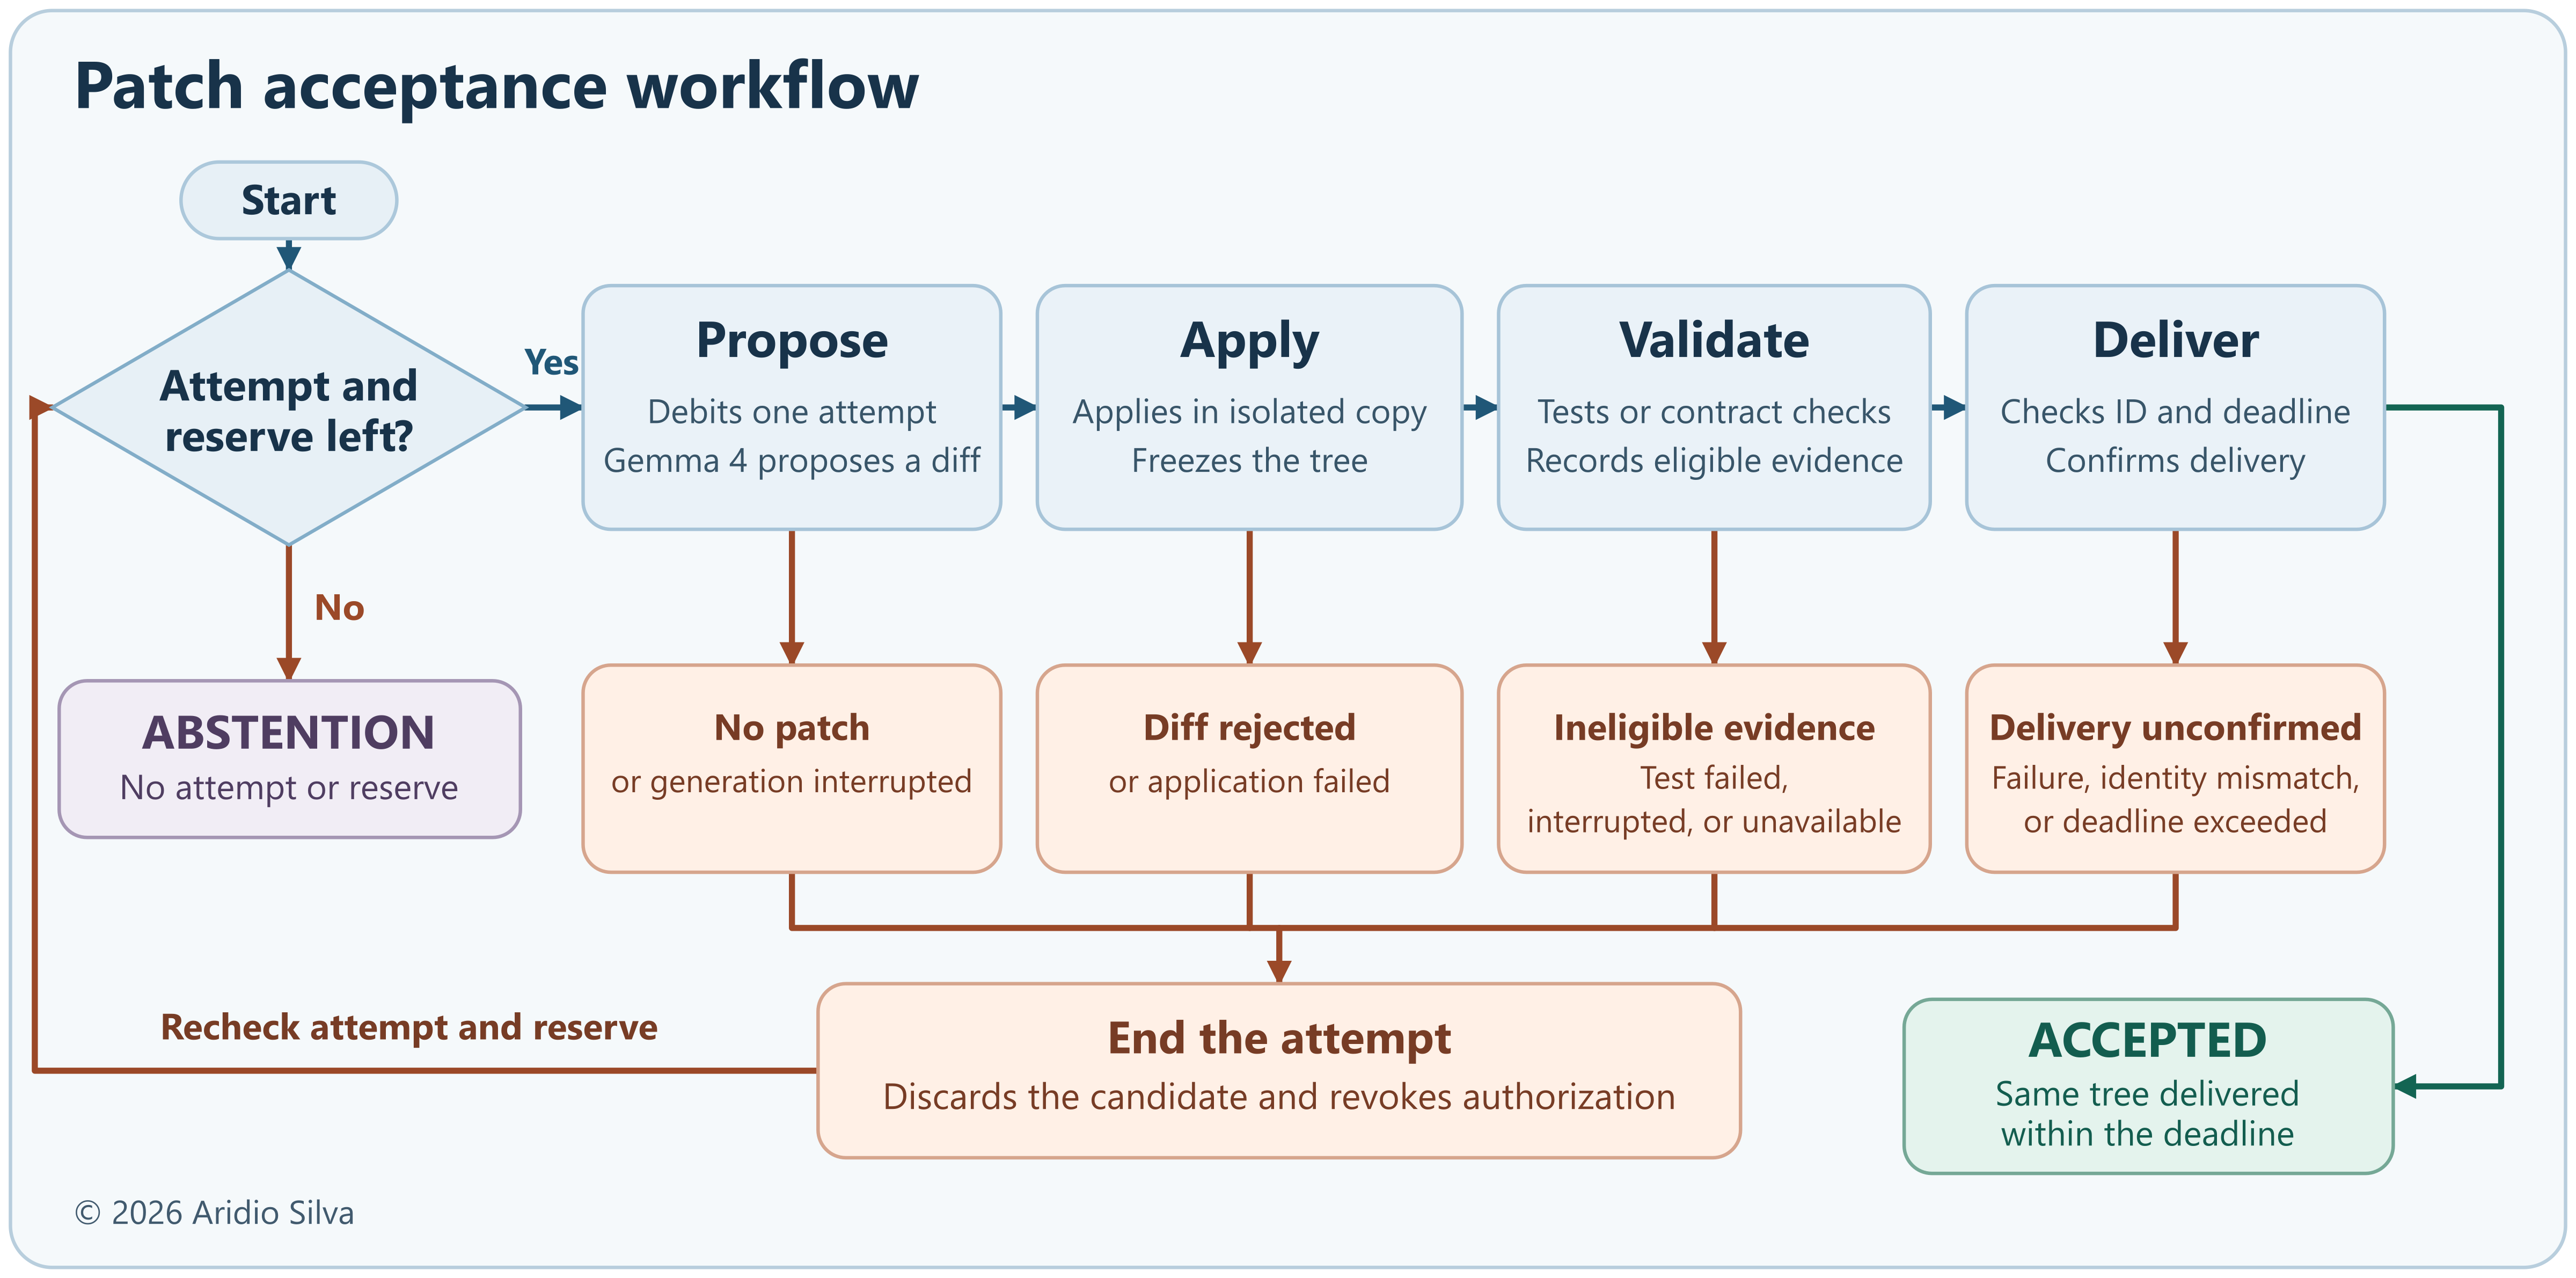 Patch acceptance workflow
Start
Attempt and
reserve left?
Yes
No
Propose
Debits one attempt
Gemma 4 proposes a diff
Apply
Applies in isolated copy
Freezes the tree
Validate
Tests or contract checks
Records eligible evidence
Deliver
Checks ID and deadline
Confirms delivery
ABSTENTION
No attempt or reserve
No patch
or generation interrupted
Diff rejected
or application failed
Ineligible evidence
Test failed,
interrupted, or unavailable
Delivery unconfirmed
Failure, identity mismatch,
or deadline exceeded
Recheck attempt and reserve
End the attempt
Discards the candidate and revokes authorization
ACCEPTED
Same tree delivered
within the deadline
© 2026 Aridio Silva